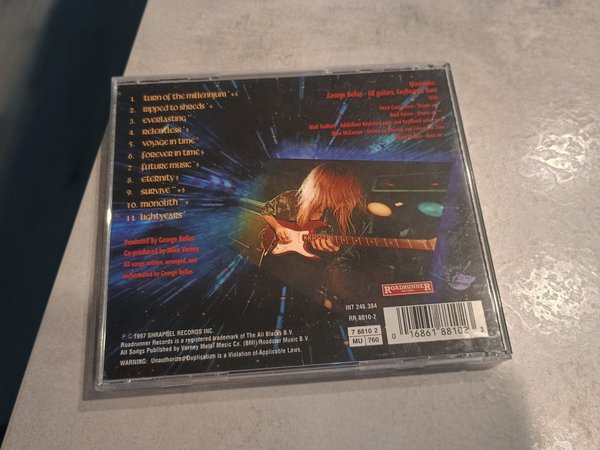 1. Turn of the Millennium * + $
2. Ripped to Shreds *
3. Everlasting *
4. Relentless * $
5. Voyage in Time *
6. Forever in Time $
7. Future Music * $
8. Eternity $
9. Survive * + $
10. Monolith *
11. Lightyears *
Produced By George Bellas
Co-produced by Mike Varney
All songs written, arranged, and
orchestrated by George Bellas
Musicians:
George Bellas - All guitars, Keyboards, Bass
Mike
ROADRUNNER
INT 246.384
RR 8810-2
7 8810 2
MU 760
0 16861 88102 3
℗ © 1997 SHRAPNEL RECORDS INC.
Roadrunner Records is a registered trademark of The All Blacks B.V.
All Songs Published by Varney Metal Music Co. (BMI)/Roadster Music B.V.
WARNING: Unauthorized Duplication is a Violation of Applicable Laws.